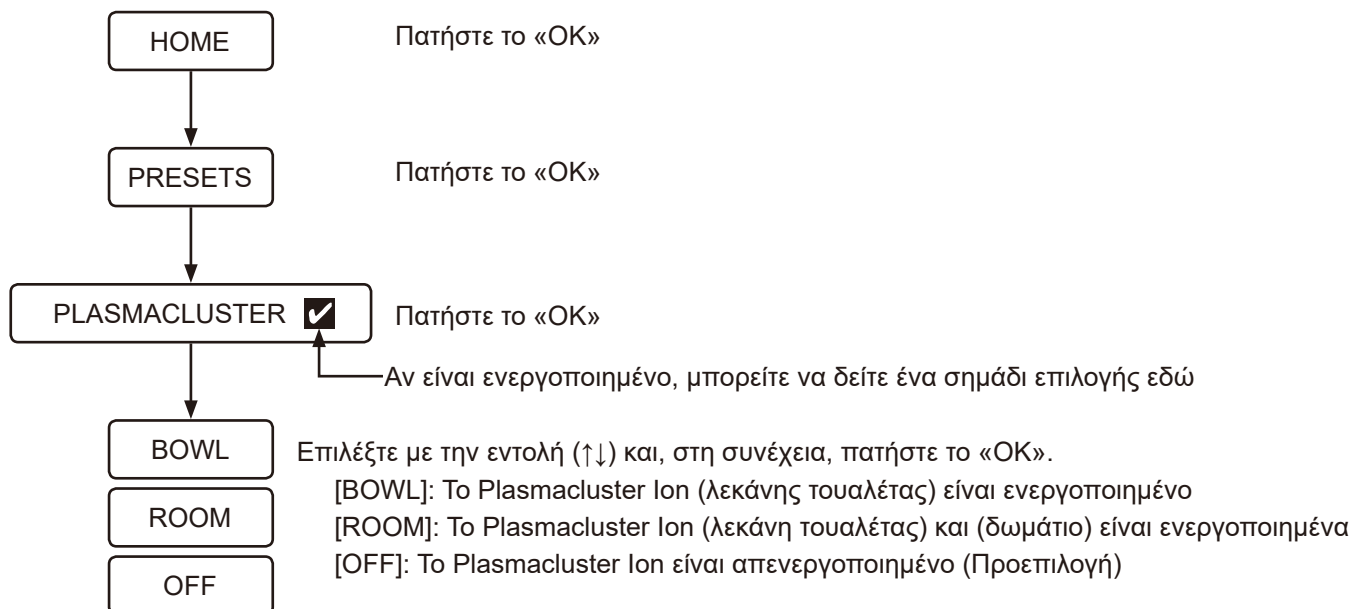 HOME Πατήστε το «OK»
PRESETS Πατήστε το «OK»
PLASMACLUSTER ✔ Πατήστε το «OK»
Αν είναι ενεργοποιημένο, μπορείτε να δείτε ένα σημάδι επιλογής εδώ
BOWL Επιλέξτε με την εντολή (↑↓) και, στη συνέχεια, πατήστε το «OK».
[BOWL]: Το Plasmacluster Ion (λεκάνης τουαλέτας) είναι ενεργοποιημένο
ROOM [ROOM]: Το Plasmacluster Ion (λεκάνη τουαλέτας) και (δωμάτιο) είναι ενεργοποιημένα
[OFF]: Το Plasmacluster Ion είναι απενεργοποιημένο (Προεπιλογή)
OFF